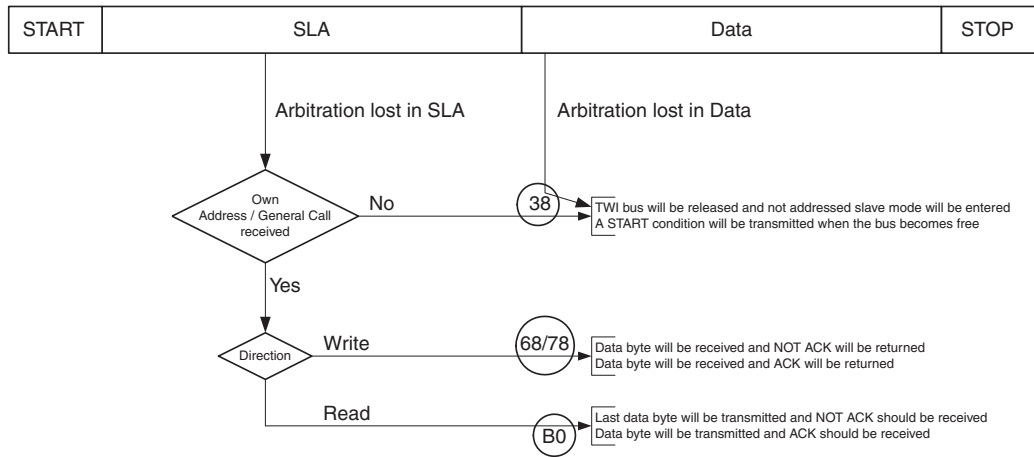 START
SLA
Data
STOP
Arbitration lost in SLA
Arbitration lost in Data
Own
Address / General Call
received
No
38
TWI bus will be released and not addressed slave mode will be entered
A START condition will be transmitted when the bus becomes free
Yes
Direction
Write
68/78
Data byte will be received and NOT ACK will be returned
Data byte will be received and ACK will be returned
Read
B0
Last data byte will be transmitted and NOT ACK should be received
Data byte will be transmitted and ACK should be received